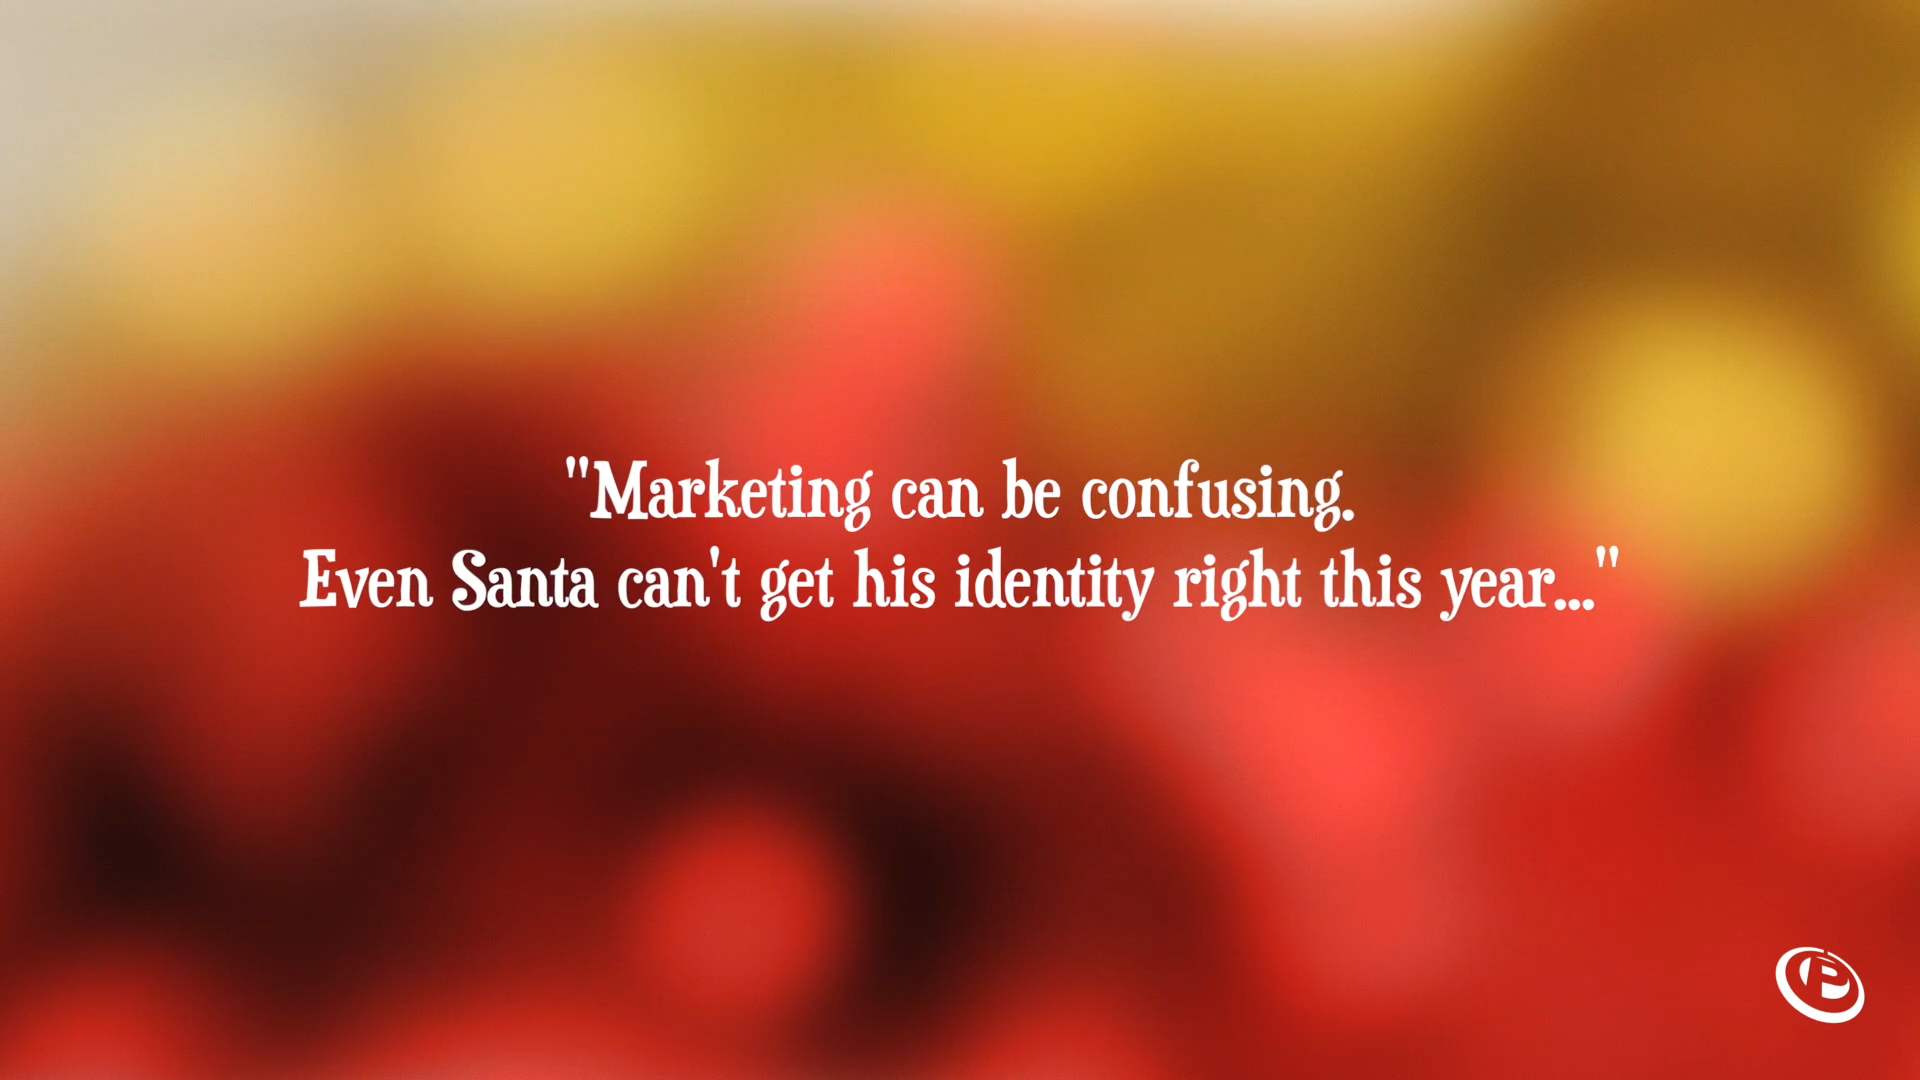 "Marketing can be confusing.
Even Santa can't get his identity right this year..."